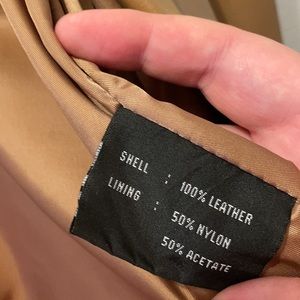 SHELL : 100% LEATHER
LINING : 50% NYLON
50% ACETATE